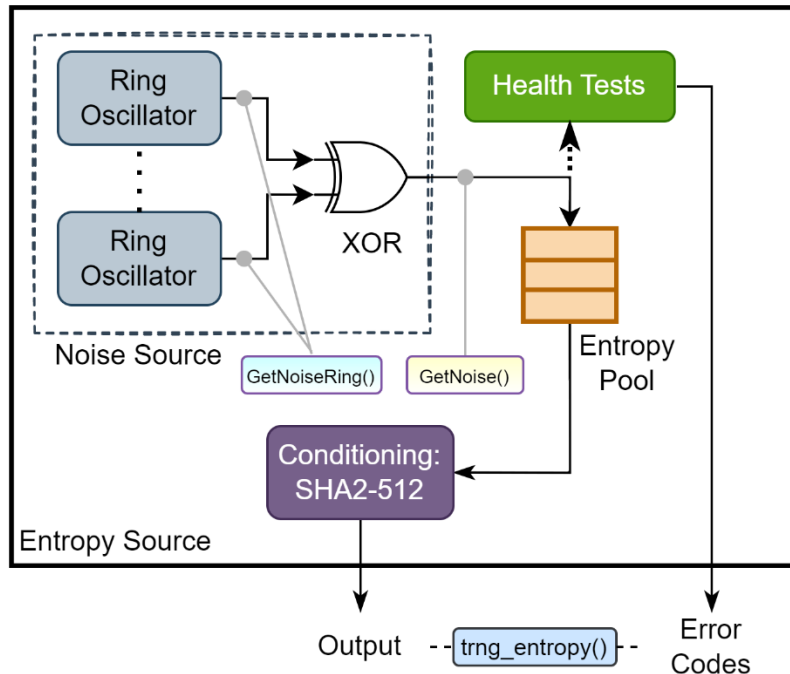 Ring
Oscillator
Health Tests
Ring
Oscillator
XOR
Noise Source
GetNoiseRing()
GetNoise()
Entropy
Pool
Conditioning:
SHA2-512
Entropy Source
Output
trng_entropy()
Error
Codes